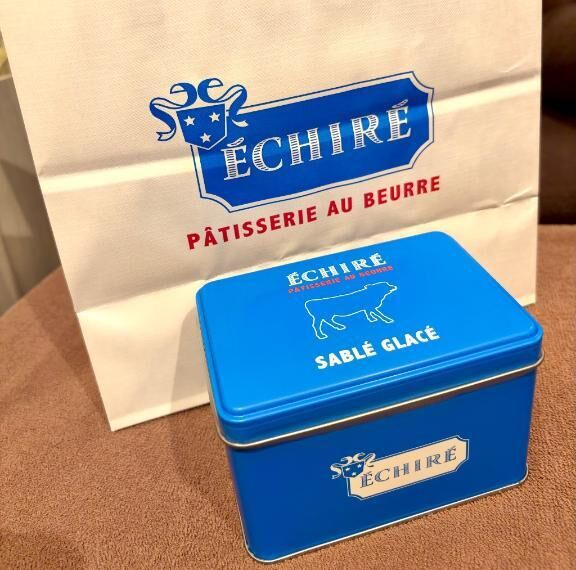 ÉCHIRÉ
PÂTISSERIE AU BEURRE
ÉCHIRÉ
PÂTISSERIE AU BEURRE
SABLÉ GLACÉ
ÉCHIRÉ